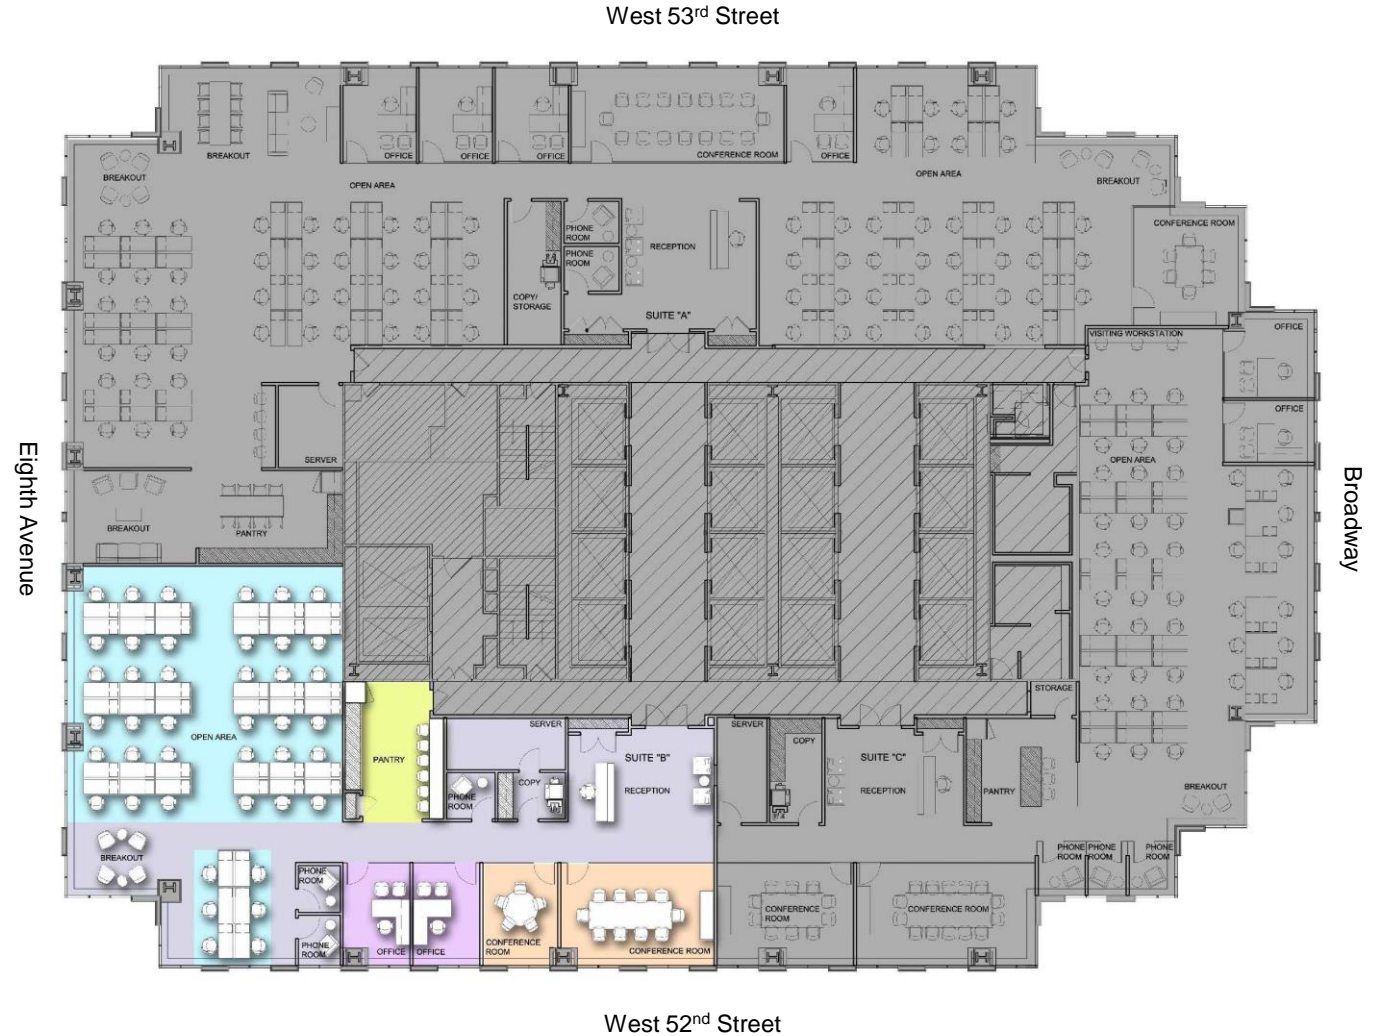 West 53rd Street
BREAKOUT
OFFICE
OFFICE
OFFICE
CONFERENCE ROOM
OFFICE
BREAKOUT
OPEN AREA
OPEN AREA
BREAKOUT
PHONE
ROOM
PHONE
ROOM
RECEPTION
CONFERENCE ROOM
COPY/
STORAGE
SUITE "A"
VISITING WORKSTATION
OFFICE
OFFICE
SERVER
OPEN AREA
Eighth Avenue
Broadway
BREAKOUT
PANTRY
OPEN AREA
PANTRY
SERVER
PHONE
ROOM
COPY
SUITE "B"
RECEPTION
SERVER
COPY
SUITE "C"
RECEPTION
STORAGE
PANTRY
BREAKOUT
BREAKOUT
PHONE
ROOM
PHONE
ROOM
PHONE
ROOM
PHONE
ROOM
PHONE
ROOM
OFFICE
OFFICE
CONFERENCE
ROOM
CONFERENCE ROOM
CONFERENCE
ROOM
CONFERENCE ROOM
West 52nd Street